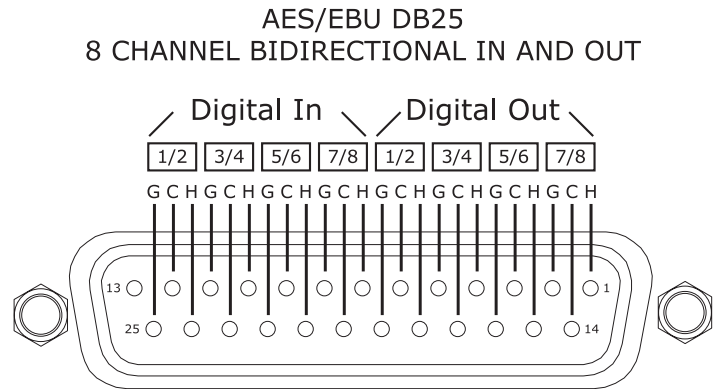 AES/EBU DB25
8 CHANNEL BIDIRECTIONAL IN AND OUT
Digital In Digital Out
1/2 3/4 5/6 7/8 1/2 3/4 5/6 7/8
G C H G C H G C H G C H G C H G C H G C H G C H
13 1
25 14